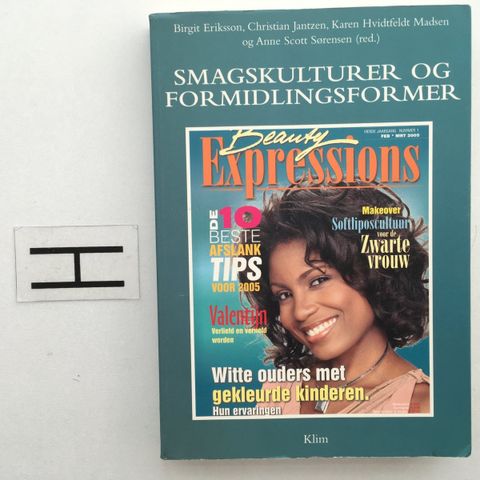 Birgit Eriksson, Christian Jantzen, Karen Hvidtfeldt Madsen
og Anne Scott Sørensen (red.)
SMAGSKULTURER OG
FORMIDLINGSFORMER
Beauty
Expressions
FEB * MRT 2005
DE 10
BESTE
AFSLANK
TIPS
VOOR 2005
Makeover
Softliposcultuur
voor de
Zwarte
vrouw
Valentijn
Verliefd en verloofd
worden
Witte ouders met
gekleurde kinderen.
Hun ervaringen
Klim
H